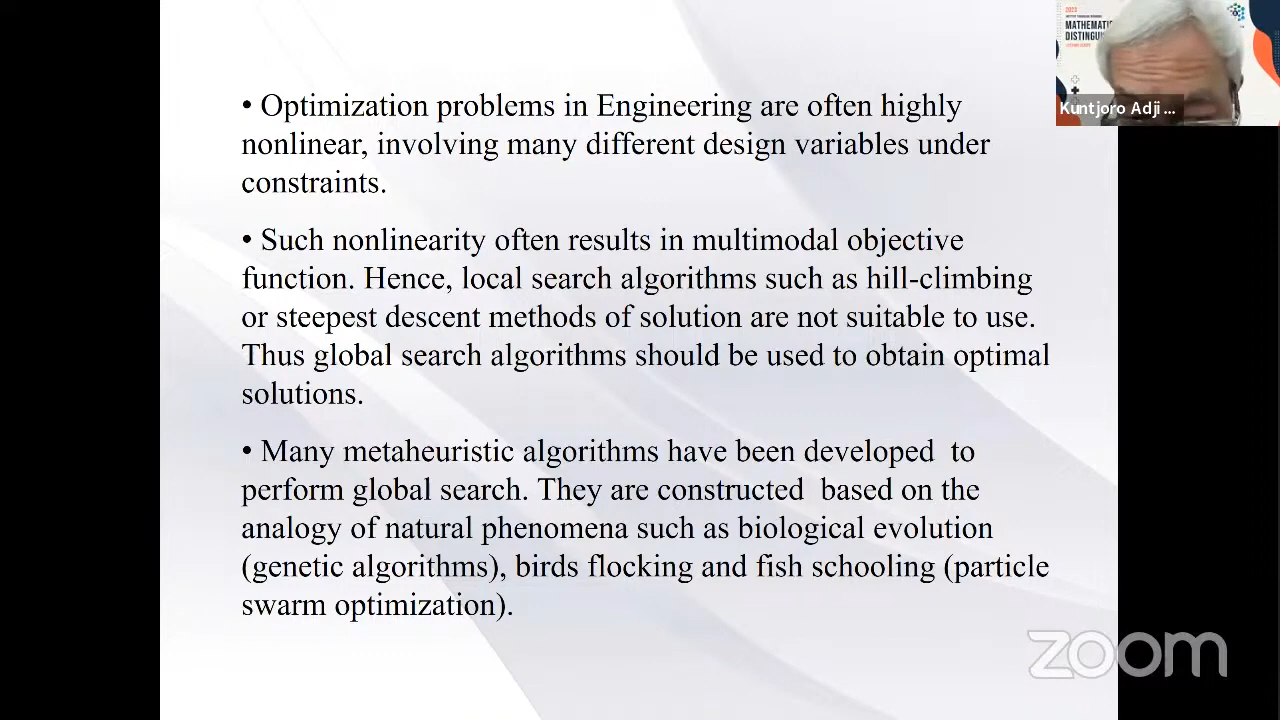 • Optimization problems in Engineering are often highly
nonlinear, involving many different design variables under
constraints.
• Such nonlinearity often results in multimodal objective
function. Hence, local search algorithms such as hill-climbing
or steepest descent methods of solution are not suitable to use.
Thus global search algorithms should be used to obtain optimal
solutions.
• Many metaheuristic algorithms have been developed  to
perform global search. They are constructed  based on the
analogy of natural phenomena such as biological evolution
(genetic algorithms), birds flocking and fish schooling (particle
swarm optimization).
2023
MATHEMATI
DISTINGU
Kuntjoro Adji ...
zoom